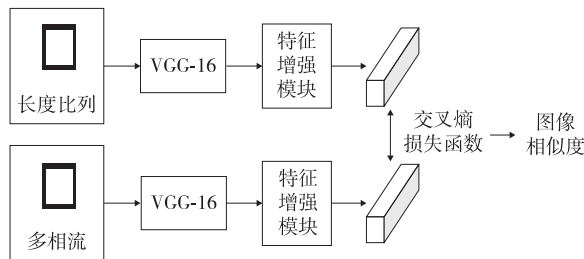 长度比列
VGG-16
特征
增强
模块
交叉熵
损失函数
图像
相似度
多相流
VGG-16
特征
增强
模块